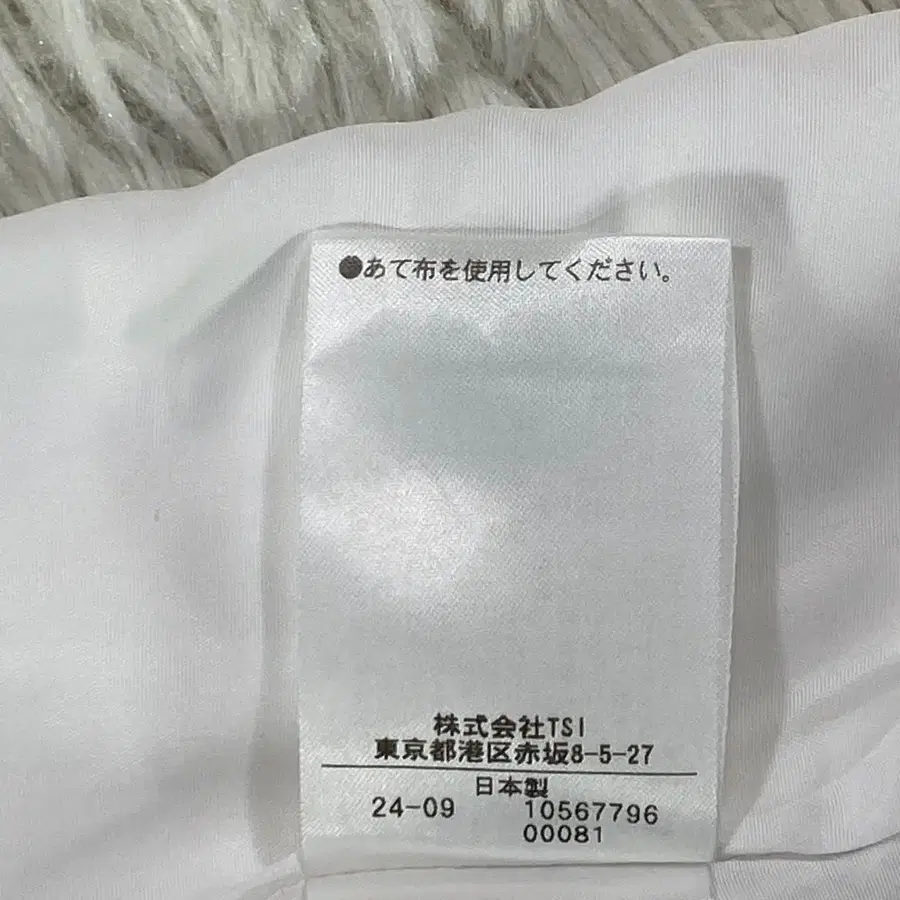 ●あて布を使用してください。
株式会社TSI
東京都港区赤坂8-5-27
日本製
24-09 10567796
00081